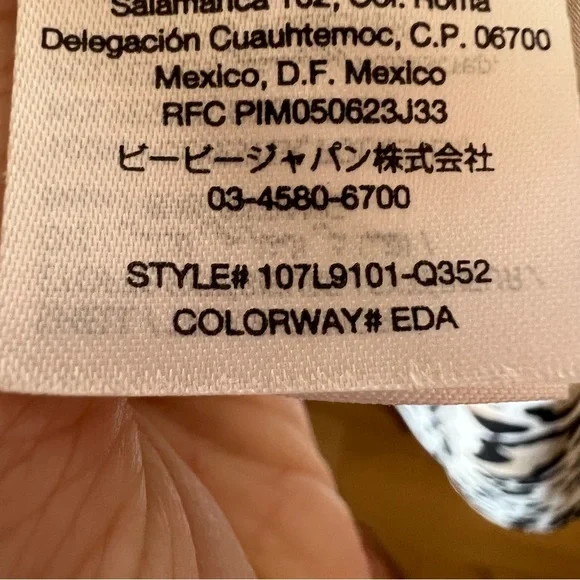 Salamanca 102, Col. Roma
Delegación Cuauhtemoc, C.P. 06700
Mexico, D.F. Mexico
RFC PIM050623J33
ビービージャパン株式会社
03-4580-6700
STYLE# 107L9101-Q352
COLORWAY# EDA